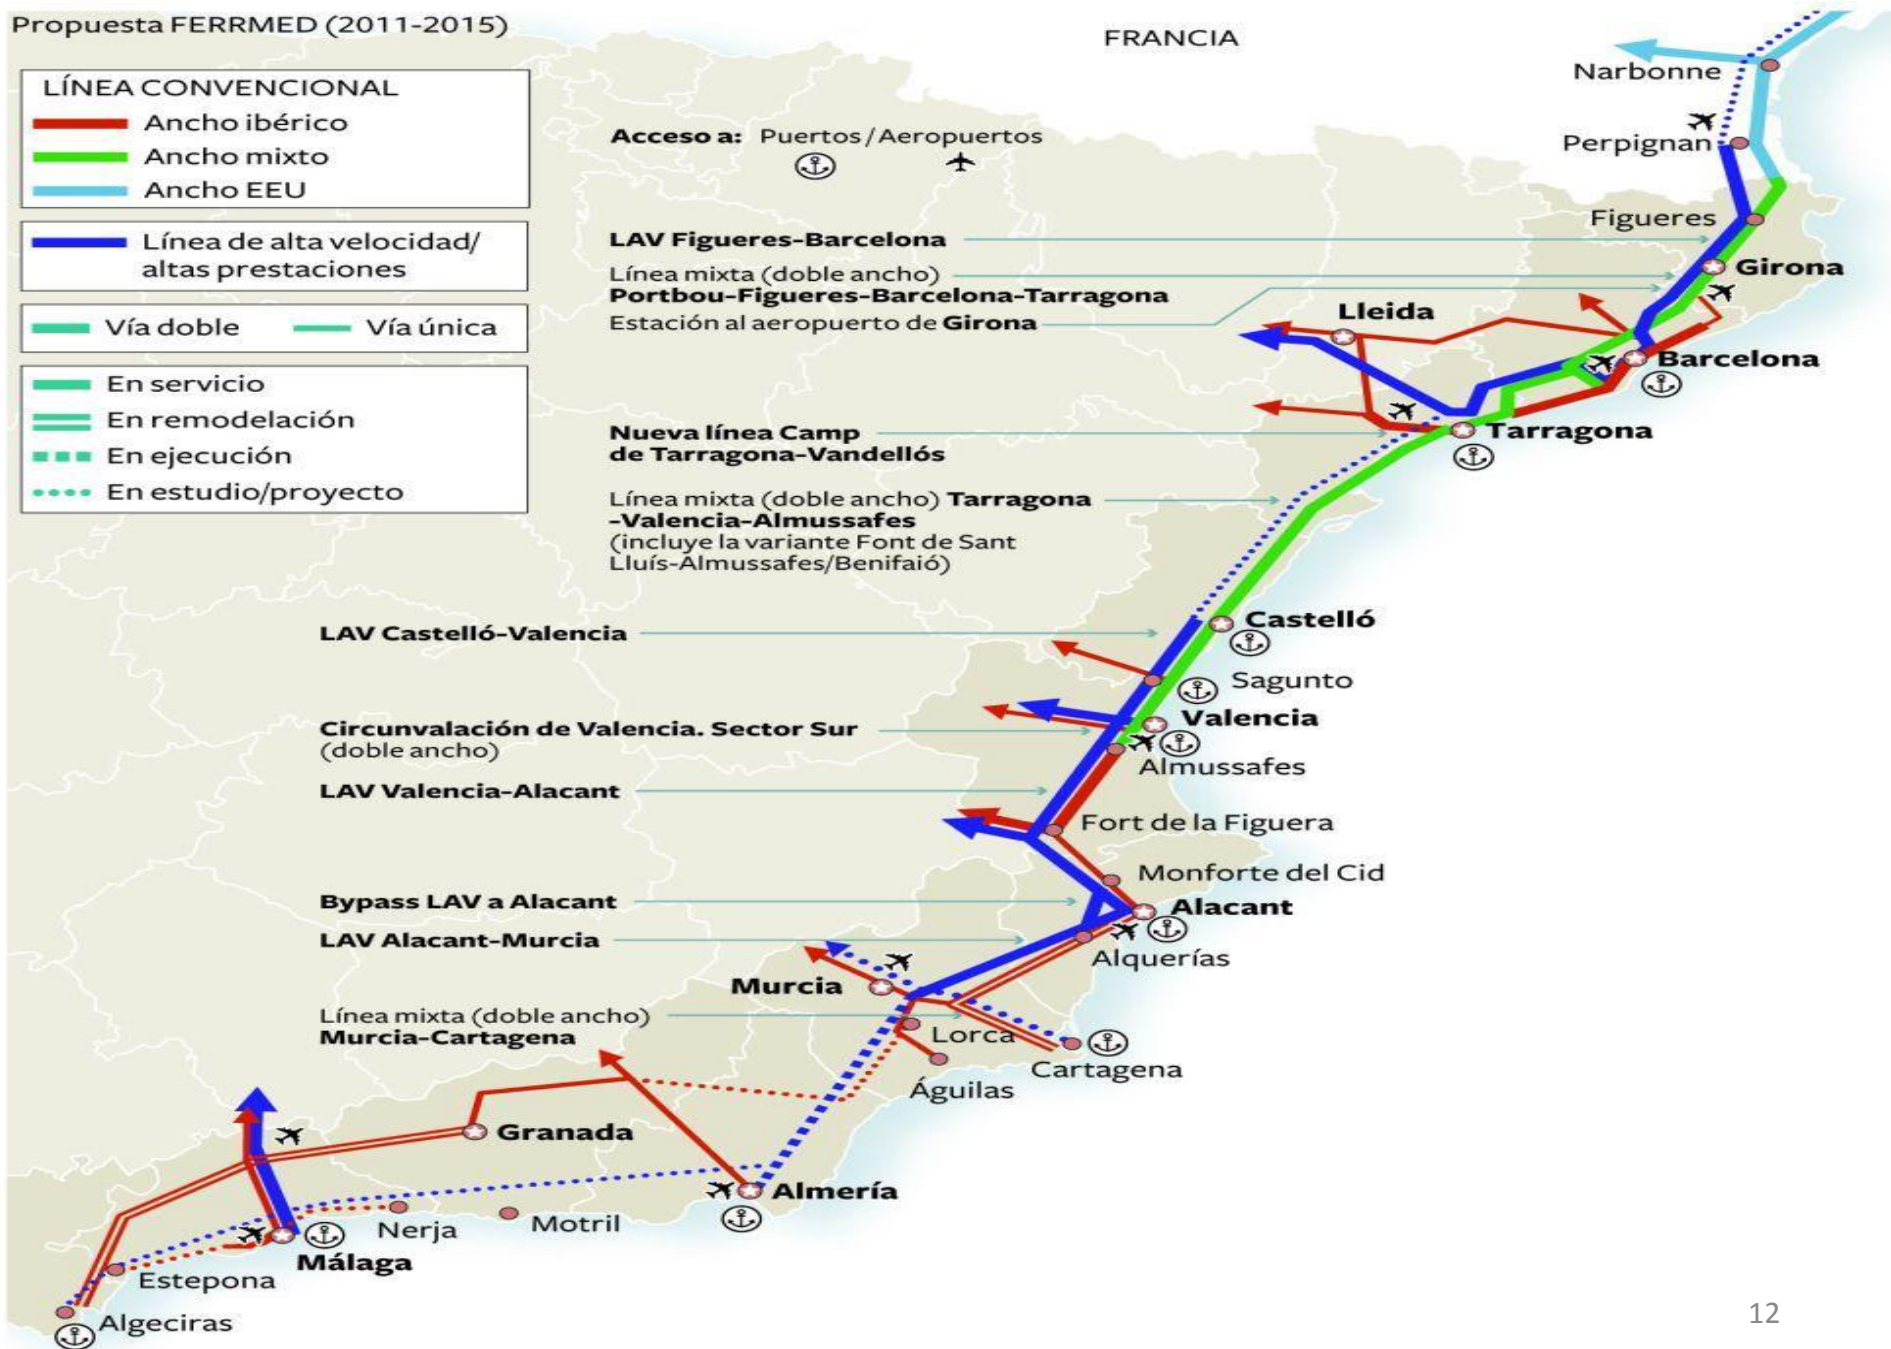 Propuesta FERRMED (2011-2015)
LÍNEA CONVENCIONAL
Ancho ibérico
Ancho mixto
Ancho EEU
Línea de alta velocidad/
altas prestaciones
Vía doble
Vía única
En servicio
En remodelación
En ejecución
En estudio/proyecto
FRANCIA
Acceso a: Puertos/Aeropuertos
LAV Figueres-Barcelona
Línea mixta (doble ancho)
Portbou-Figueres-Barcelona-Tarragona
Estación al aeropuerto de Girona
Nueva línea Camp
de Tarragona-Vandellós
Línea mixta (doble ancho) Tarragona
-Valencia-Almussafes
(incluye la variante Font de Sant
Lluís-Almussafes/Benifaió)
LAV Castelló-Valencia
Circunvalación de Valencia. Sector Sur
(doble ancho)
LAV Valencia-Alacant
Bypass LAV a Alacant
LAV Alacant-Murcia
Línea mixta (doble ancho)
Murcia-Cartagena
Narbonne
Perpignan
Figueres
Girona
Lleida
Barcelona
Tarragona
Castelló
Sagunto
Valencia
Almussafes
Fort de la Figuera
Monforte del Cid
Alacant
Alquerías
Murcia
Lorca
Cartagena
Águilas
Granada
Almería
Nerja
Motril
Málaga
Estepona
Algeciras
12